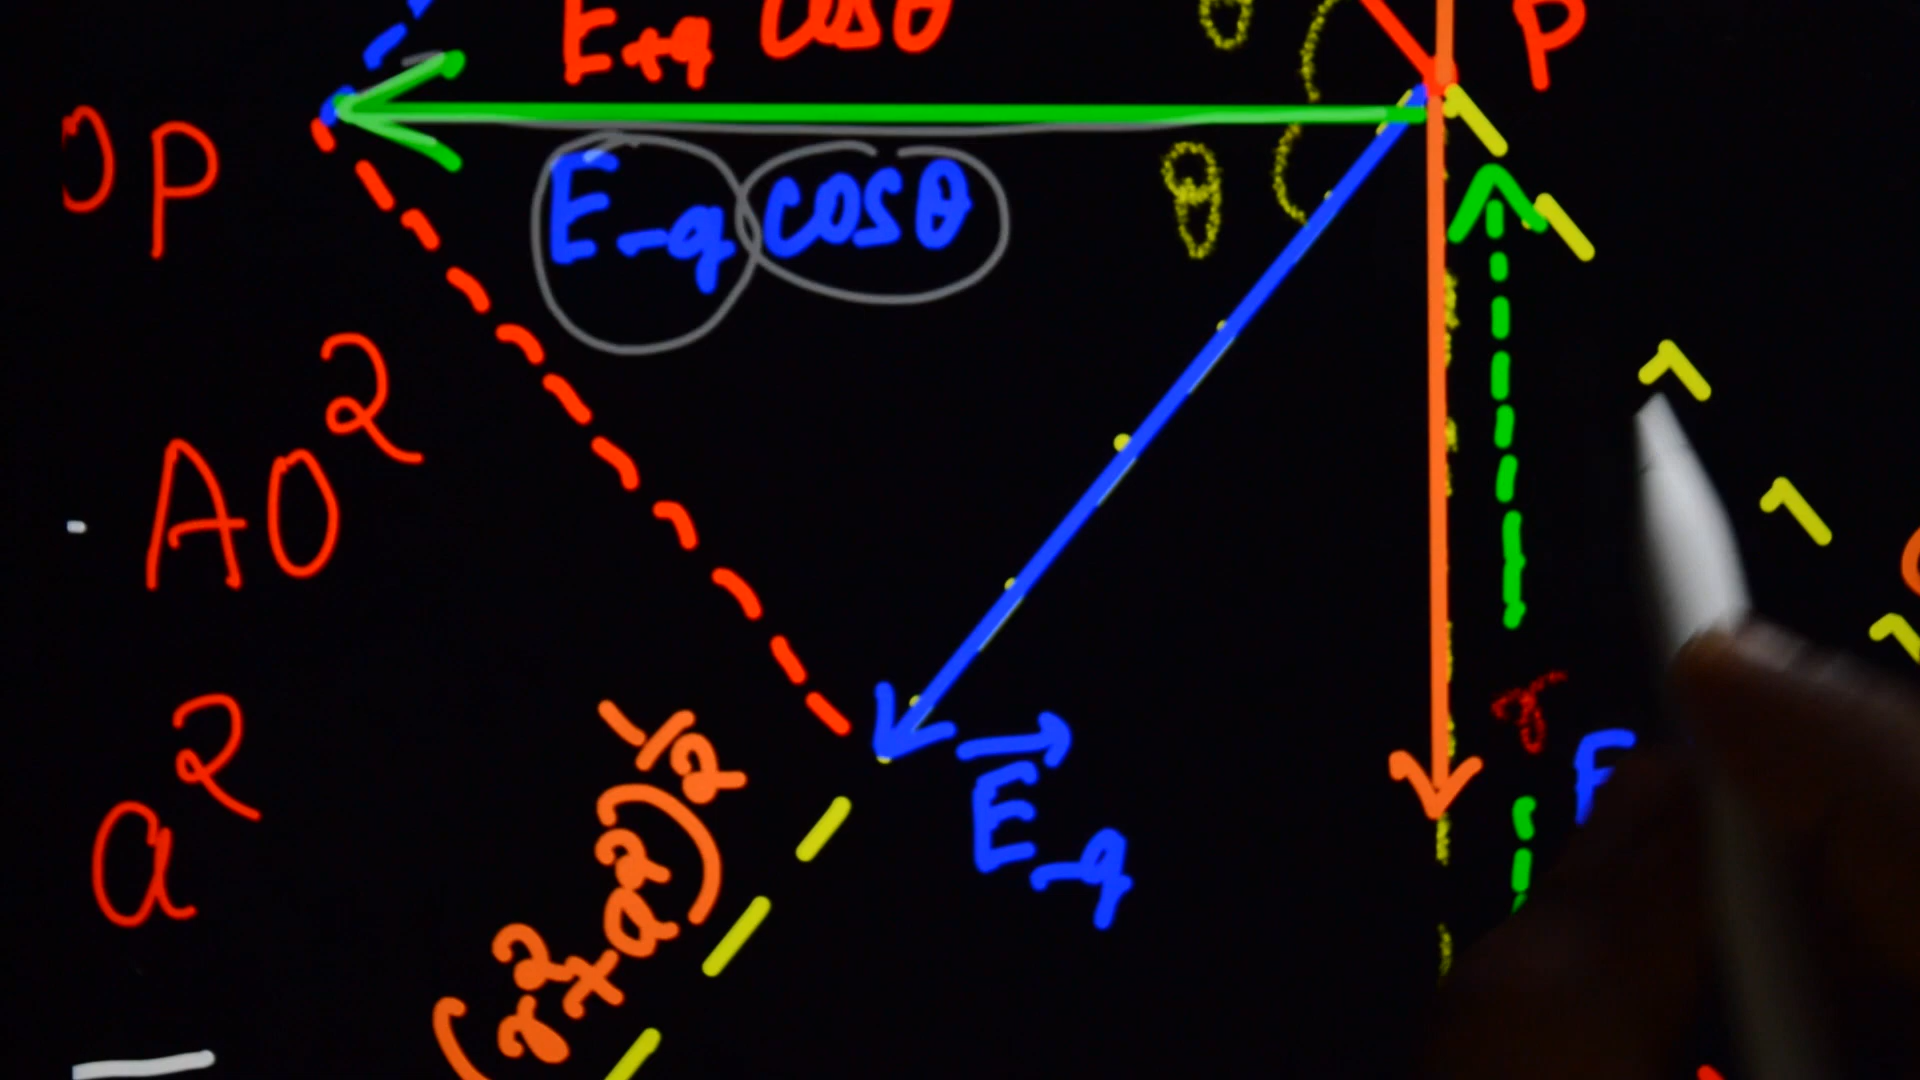 E+q cosθ
θ
P
OP
E-q cosθ
θ
AO²
a²
r
E-q
(r²+a²)^1/2